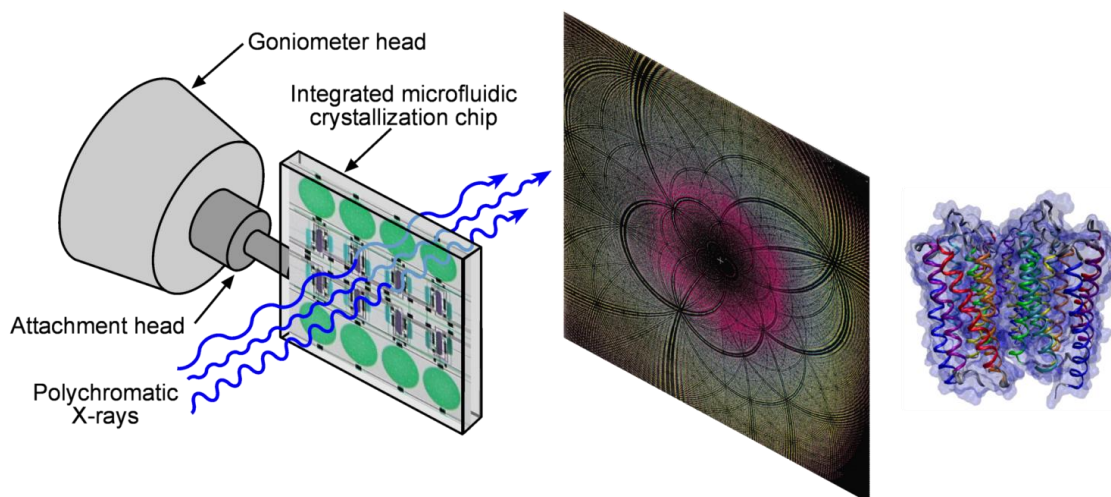 Goniometer head
Integrated microfluidic
crystallization chip
Attachment head
Polychromatic
X-rays